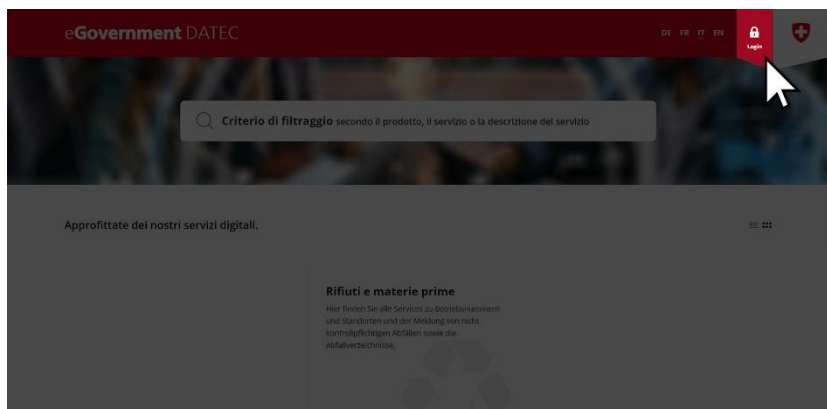 eGovernment DATEC
DE FR IT EN
Login
Criterio di filtraggio secondo il prodotto, il servizio o la descrizione del servizio
Approfittate dei nostri servizi digitali.
Rifiuti e materie prime
Hier finden Sie alle Services zu Betriebsnummern
und Standorten und der Meldung von nicht
kontrollpflichtigen Abfällen sowie die
Abfallverzeichnisse.